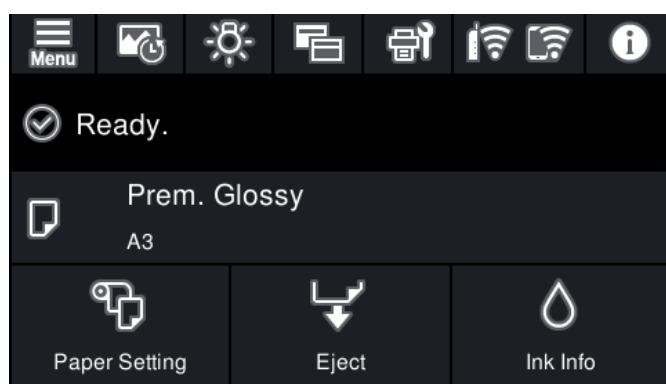 Menu
Ready.
Prem. Glossy
A3
Paper Setting
Eject
Ink Info